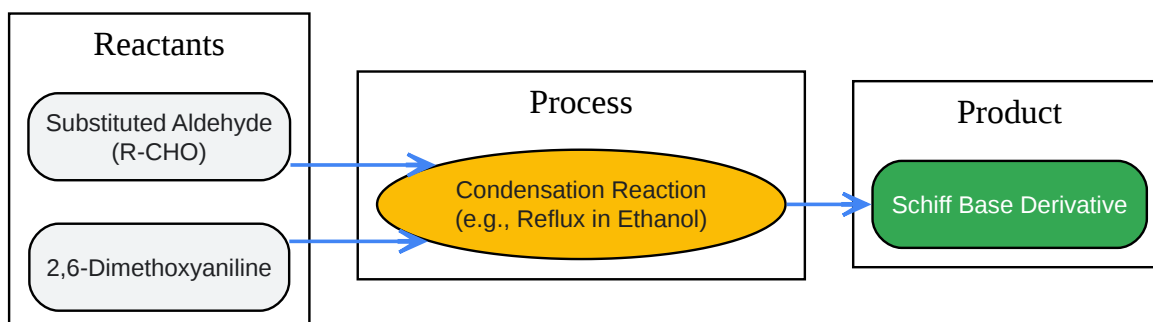 Reactants
Substituted Aldehyde
(R-CHO)
2,6-Dimethoxyaniline
Process
Condensation Reaction
(e.g., Reflux in Ethanol)
Product
Schiff Base Derivative